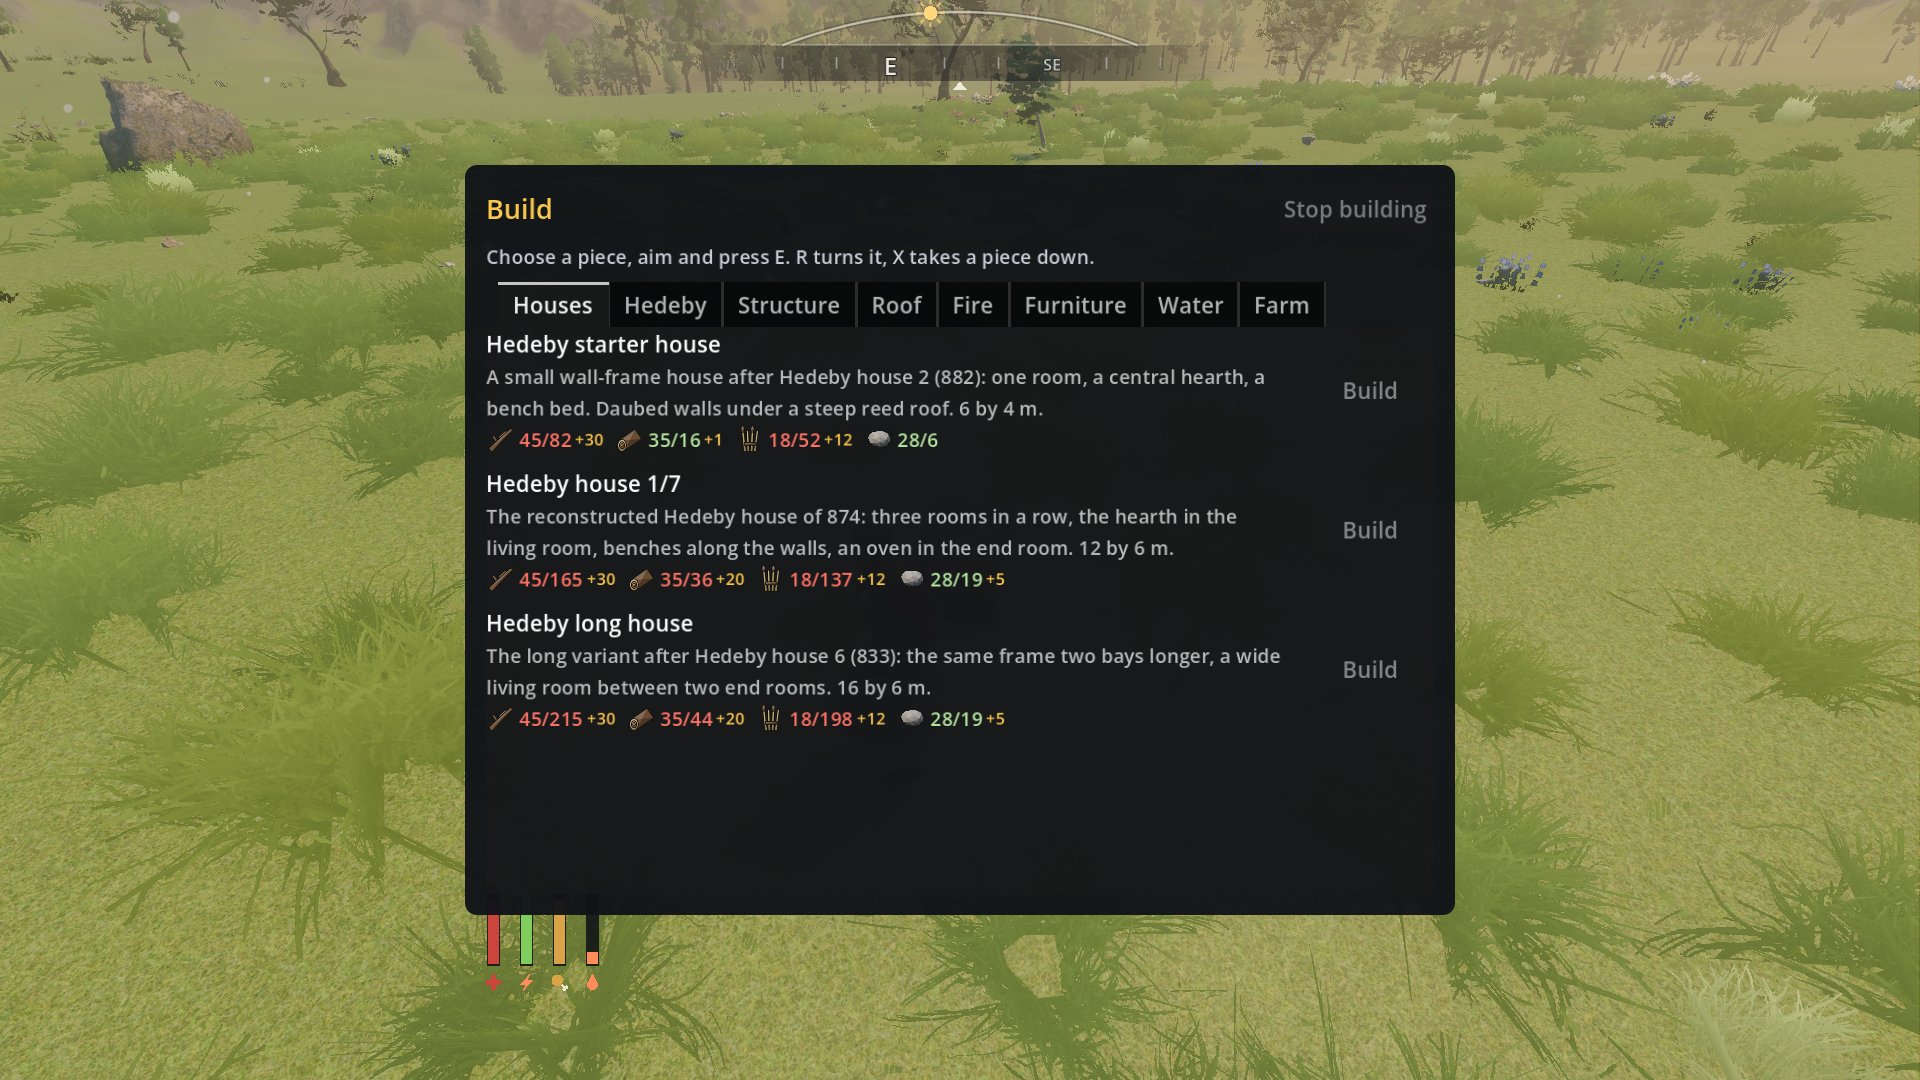 E
SE
Build
Stop building
Choose a piece, aim and press E. R turns it, X takes a piece down.
Houses Hedeby Structure Roof Fire Furniture Water Farm
Hedeby starter house
A small wall-frame house after Hedeby house 2 (882): one room, a central hearth, a
bench bed. Daubed walls under a steep reed roof. 6 by 4 m.
Build
45/82 +30 35/16 +1 18/52 +12 28/6
Hedeby house 1/7
The reconstructed Hedeby house of 874: three rooms in a row, the hearth in the
living room, benches along the walls, an oven in the end room. 12 by 6 m.
Build
45/165 +30 35/36 +20 18/137 +12 28/19 +5
Hedeby long house
The long variant after Hedeby house 6 (833): the same frame two bays longer, a wide
living room between two end rooms. 16 by 6 m.
Build
45/215 +30 35/44 +20 18/198 +12 28/19 +5